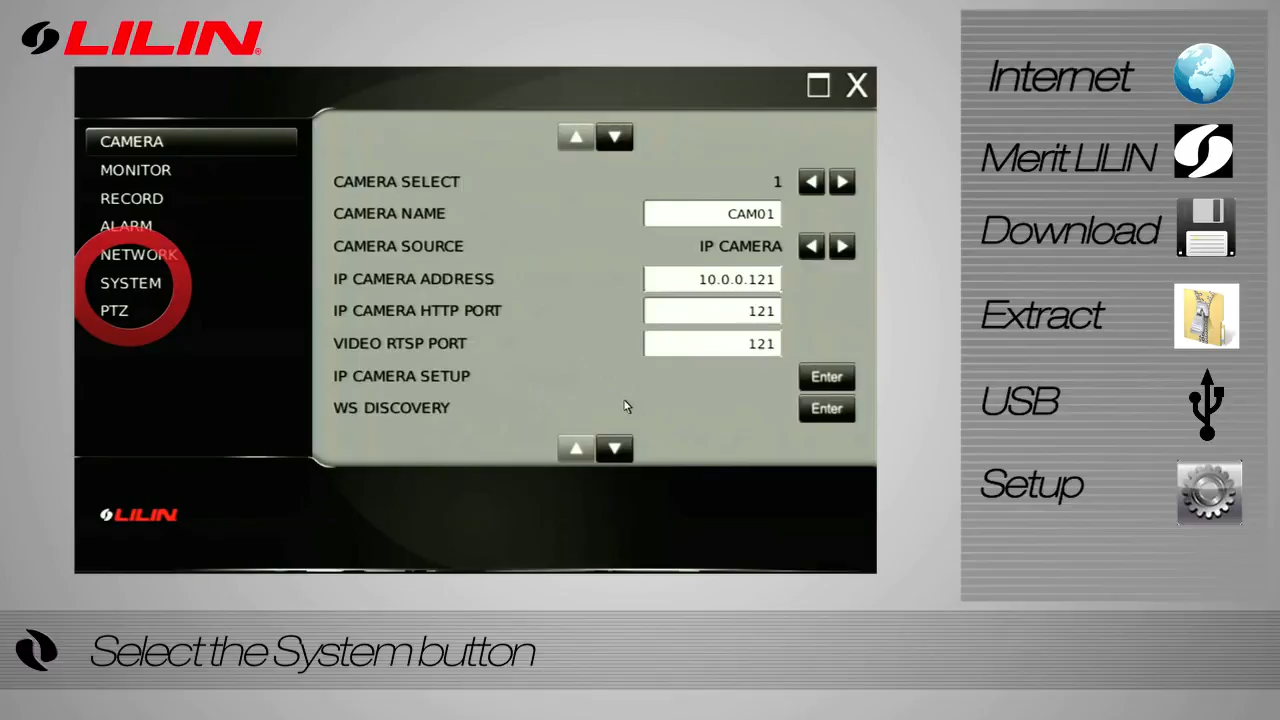 LILIN
X
CAMERA
MONITOR
RECORD
ALARM
NETWORK
SYSTEM
PTZ
CAMERA SELECT 1
CAMERA NAME CAM01
CAMERA SOURCE IP CAMERA
IP CAMERA ADDRESS 10.0.0.121
IP CAMERA HTTP PORT 121
VIDEO RTSP PORT 121
IP CAMERA SETUP Enter
WS DISCOVERY Enter
LILIN
Internet
Merit LILIN
Download
Extract
USB
Setup
Select the System button